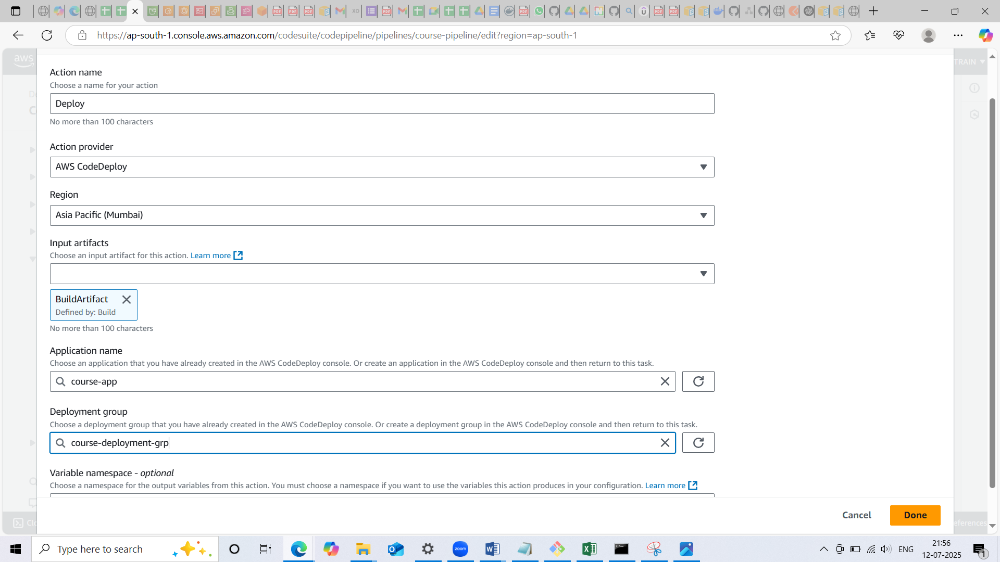 https://ap-south-1.console.aws.amazon.com/codesuite/codepipeline/pipelines/course-pipeline/edit?region=ap-south-1
aws
TRAIN
Action name
Choose a name for your action
Deploy
No more than 100 characters
Action provider
AWS CodeDeploy
Region
Asia Pacific (Mumbai)
Input artifacts
Choose an input artifact for this action. Learn more
BuildArtifact
Defined by: Build
No more than 100 characters
Application name
Choose an application that you have already created in the AWS CodeDeploy console. Or create an application in the AWS CodeDeploy console and then return to this task.
course-app
Deployment group
Choose a deployment group that you have already created in the AWS CodeDeploy console. Or create a deployment group in the AWS CodeDeploy console and then return to this task.
course-deployment-grp
Variable namespace - optional
Choose a namespace for the output variables from this action. You must choose a namespace if you want to use the variables this action produces in your configuration. Learn more
Cancel
Done
Clo
eferences
Type here to search
zoom
ENG
21:56
12-07-2025
1